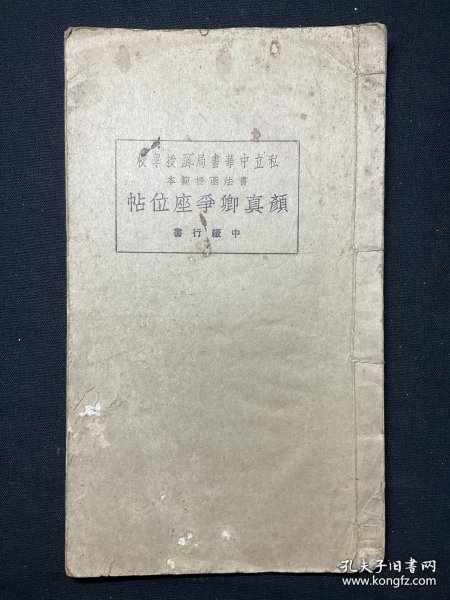 私立中華書局函授學校
書法函授範本
顏真卿爭座位帖
中級行書
孔夫子旧书网
www.kongfz.com